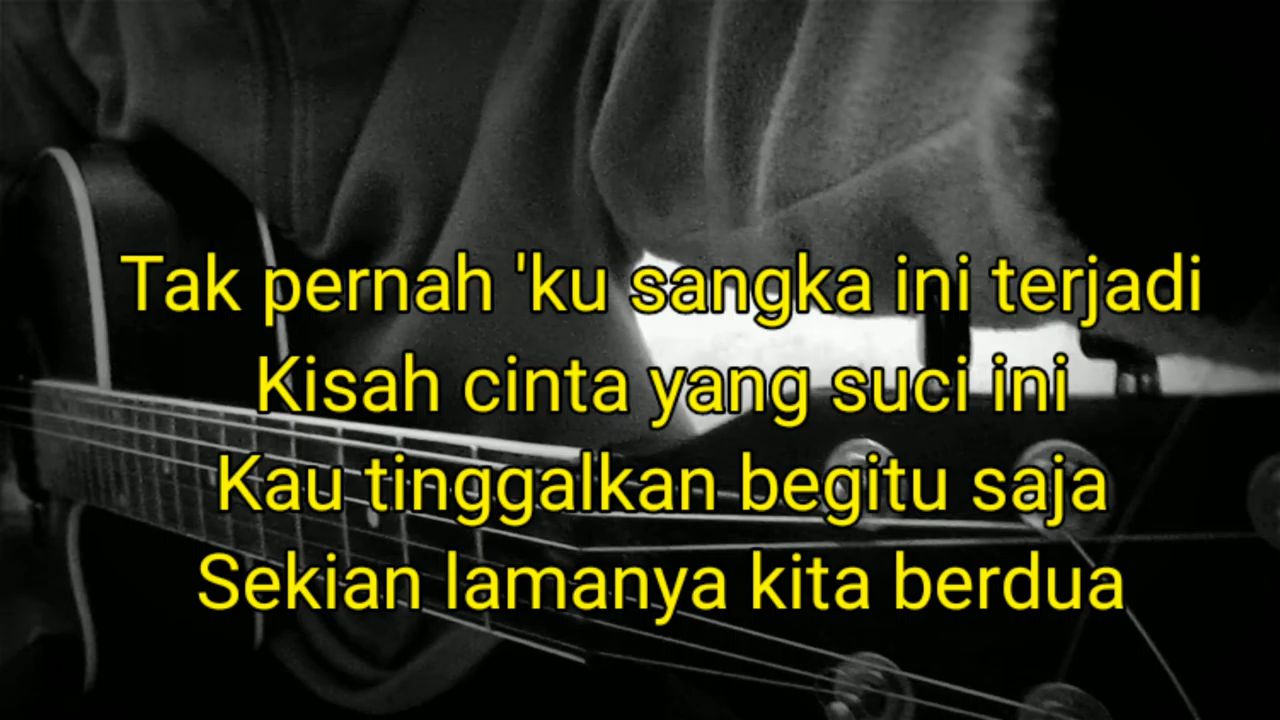 Tak pernah 'ku sangka ini terjadi
Kisah cinta yang suci ini
Kau tinggalkan begitu saja
Sekian lamanya kita berdua